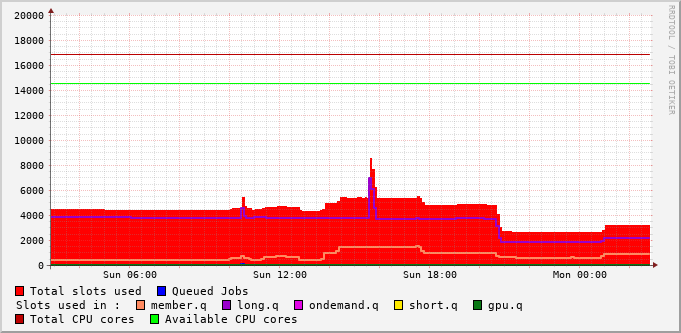 RRDTOOL / TOBI OETIKER
20000
18000
16000
14000
12000
10000
8000
6000
4000
2000
0
Sun 06:00 Sun 12:00 Sun 18:00 Mon 00:00
Total slots used Queued Jobs
Slots used in : member.q long.q ondemand.q short.q gpu.q
Total CPU cores Available CPU cores